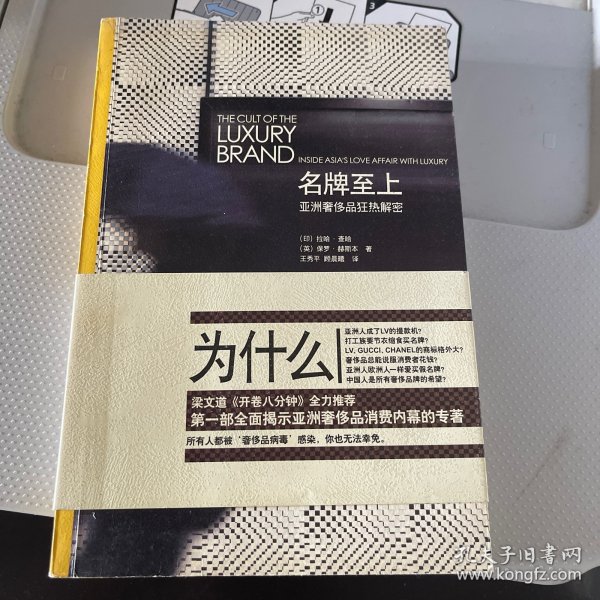 THE CULT OF THE
LUXURY
BRAND
INSIDE ASIA'S LOVE AFFAIR WITH LUXURY
名牌至上
亚洲奢侈品狂热解密
(印) 拉哈·查哈
(英) 保罗·赫斯本 著
王秀平 顾晨曦 译
为什么
亚洲人成了LV的提款机?
打工族要节衣缩食买名牌?
LV, GUCCI, CHANEL的商标格外大?
奢侈品总能说服消费者花钱?
亚洲人欧洲人一样爱买假名牌?
中国人是所有奢侈品牌的希望?
梁文道《开卷八分钟》全力推荐
第一部全面揭示亚洲奢侈品消费内幕的专著
所有人都被‘奢侈品病毒’感染，你也无法幸免。
孔夫子旧书网
www.kongfz.com